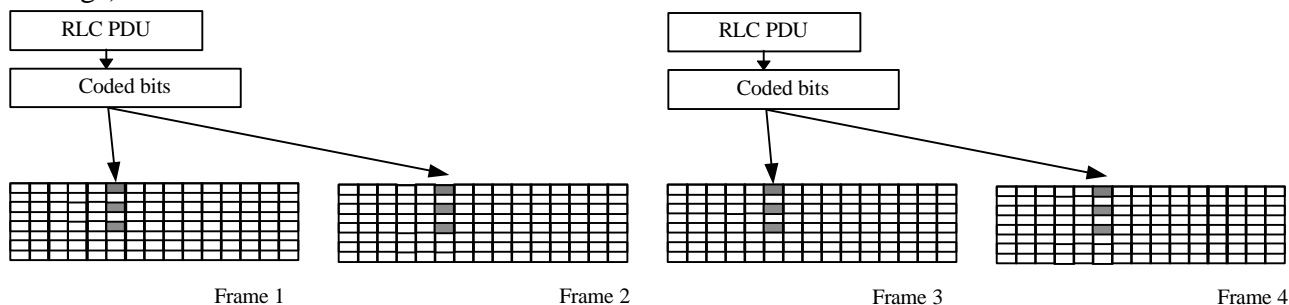 RLC PDU
Coded bits
RLC PDU
Coded bits
Frame 1
Frame 2
Frame 3
Frame 4